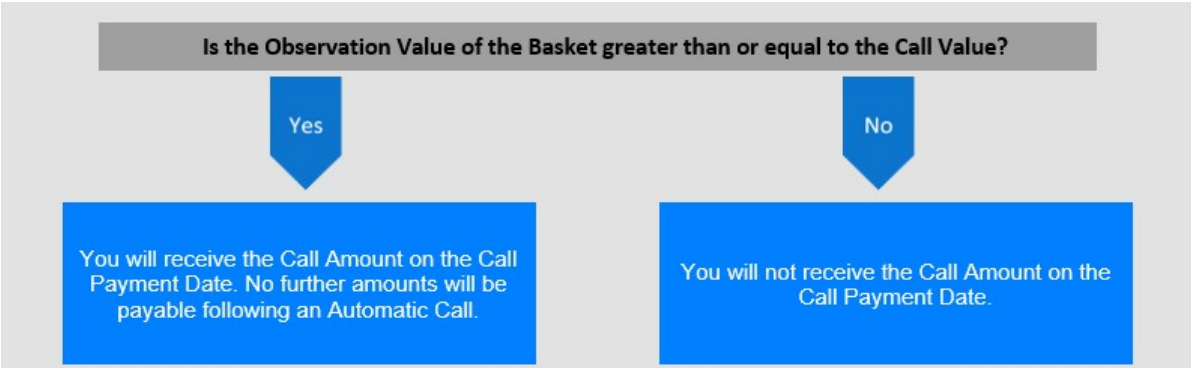 Is the Observation Value of the Basket greater than or equal to the Call Value?
Yes
No
You will receive the Call Amount on the Call
Payment Date. No further amounts will be
payable following an Automatic Call.
You will not receive the Call Amount on the
Call Payment Date.